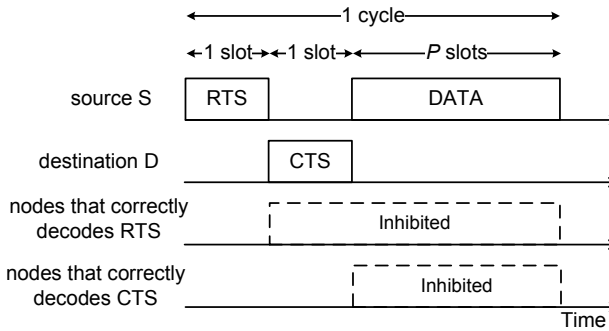 1 cycle
1 slot 1 slot P slots
source S RTS DATA
destination D CTS
nodes that correctly
decodes RTS
Inhibited
nodes that correctly
decodes CTS
Inhibited
Time